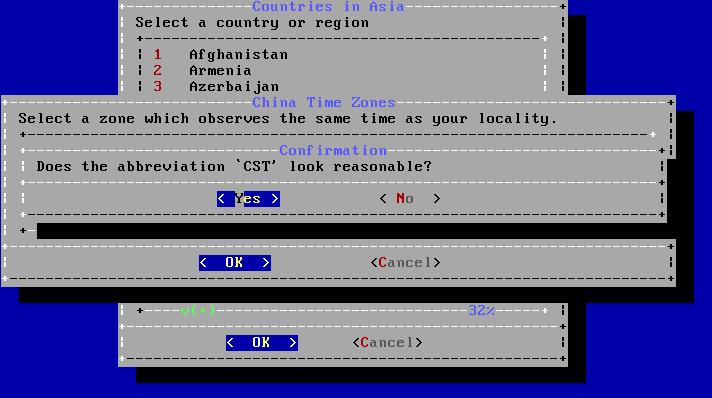 Countries in Asia
Select a country or region
1 Afghanistan
2 Armenia
3 Azerbaijan
China Time Zones
Select a zone which observes the same time as your locality.
Confirmation
Does the abbreviation `CST' look reasonable?
< Yes > < No >
< OK > <Cancel>
v(+) 32%
< OK > <Cancel>